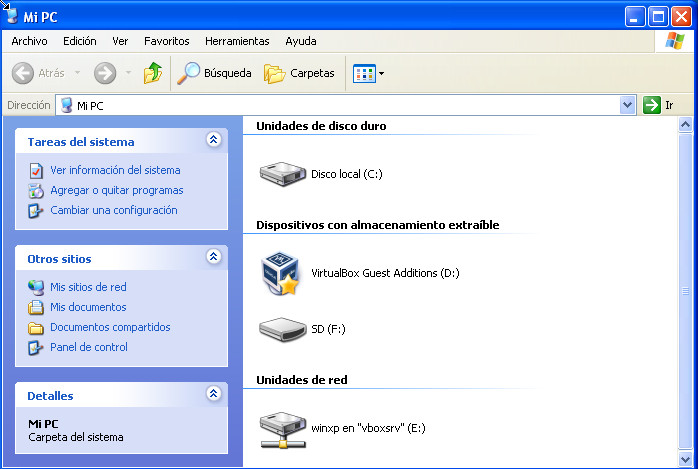 Mi PC
Archivo Edición Ver Favoritos Herramientas Ayuda
Atrás Búsqueda Carpetas
Dirección Mi PC Ir
Tareas del sistema
Ver información del sistema
Agregar o quitar programas
Cambiar una configuración
Otros sitios
Mis sitios de red
Mis documentos
Documentos compartidos
Panel de control
Detalles
Mi PC
Carpeta del sistema
Unidades de disco duro
Disco local (C:)
Dispositivos con almacenamiento extraíble
VirtualBox Guest Additions (D:)
SD (F:)
Unidades de red
winxp en "vboxsrv" (E:)